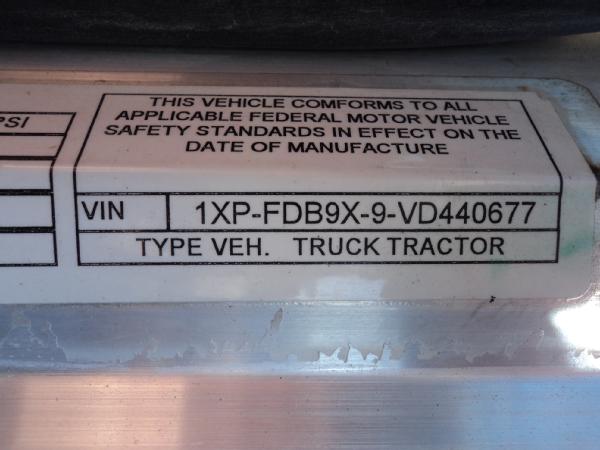 PSI
THIS VEHICLE COMFORMS TO ALL
APPLICABLE FEDERAL MOTOR VEHICLE
SAFETY STANDARDS IN EFFECT ON THE
DATE OF MANUFACTURE
VIN 1XP-FDB9X-9-VD440677
TYPE VEH. TRUCK TRACTOR